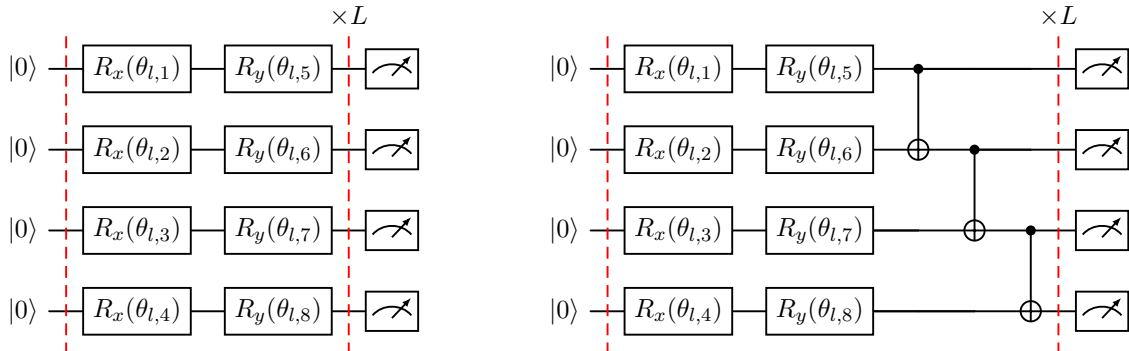 ×L ×L
|0⟩ R_x(θ_{l,1}) R_y(θ_{l,5}) |0⟩ R_x(θ_{l,1}) R_y(θ_{l,5})
|0⟩ R_x(θ_{l,2}) R_y(θ_{l,6}) |0⟩ R_x(θ_{l,2}) R_y(θ_{l,6})
|0⟩ R_x(θ_{l,3}) R_y(θ_{l,7}) |0⟩ R_x(θ_{l,3}) R_y(θ_{l,7})
|0⟩ R_x(θ_{l,4}) R_y(θ_{l,8}) |0⟩ R_x(θ_{l,4}) R_y(θ_{l,8})